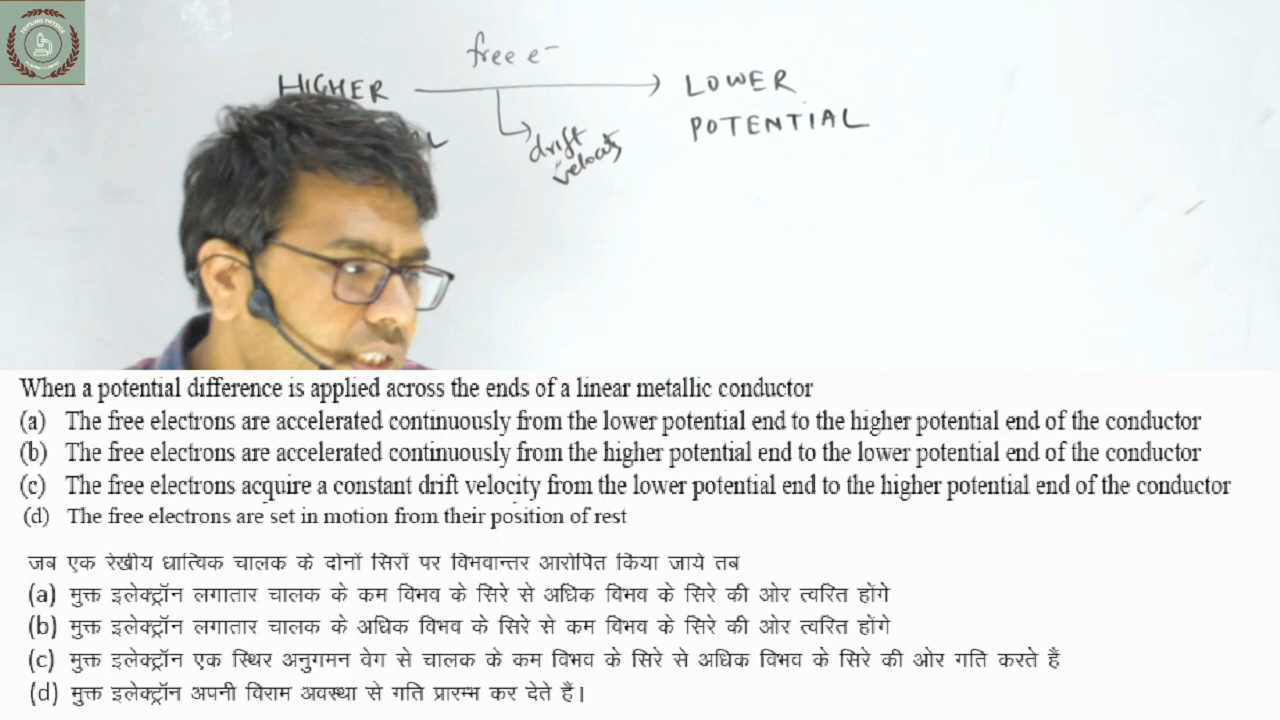 free e⁻
HIGHER → LOWER
POTENTIAL
drift
velocity
When a potential difference is applied across the ends of a linear metallic conductor
(a) The free electrons are accelerated continuously from the lower potential end to the higher potential end of the conductor
(b) The free electrons are accelerated continuously from the higher potential end to the lower potential end of the conductor
(c) The free electrons acquire a constant drift velocity from the lower potential end to the higher potential end of the conductor
(d) The free electrons are set in motion from their position of rest
जब एक रेखीय धात्विक चालक के दोनों सिरों पर विभवान्तर आरोपित किया जाये तब
(a) मुक्त इलेक्ट्रॉन लगातार चालक के कम विभव के सिरे से अधिक विभव के सिरे की ओर त्वरित होंगे
(b) मुक्त इलेक्ट्रॉन लगातार चालक के अधिक विभव के सिरे से कम विभव के सिरे की ओर त्वरित होंगे
(c) मुक्त इलेक्ट्रॉन एक स्थिर अनुगमन वेग से चालक के कम विभव के सिरे से अधिक विभव के सिरे की ओर गति करते हैं
(d) मुक्त इलेक्ट्रॉन अपनी विराम अवस्था से गति प्रारम्भ कर देते हैं।